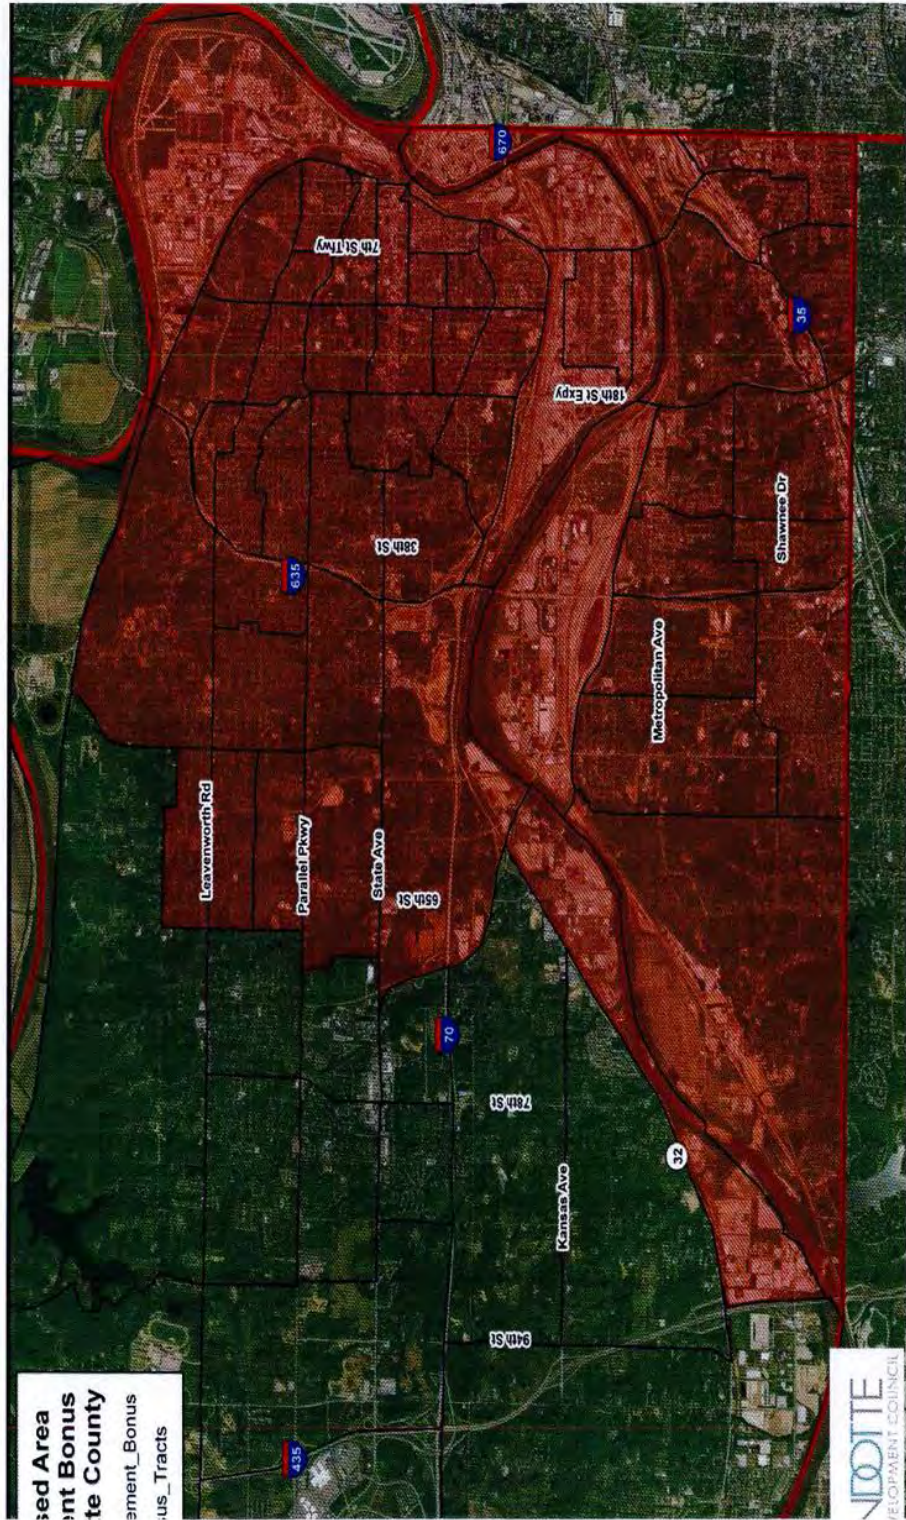 sed Area
ent Bonus
te County
ement_Bonus
us_Tracts
435
94th St
Kansas Ave
78th St
70
32
65th St
Leavenworth Rd
Parallel Pkwy
State Ave
Metropolitan Ave
Shawnee Dr
635
38th St
18th St Expy
35
7th St Thwy
670
NDOTTE
VELOPMENT COUNCIL